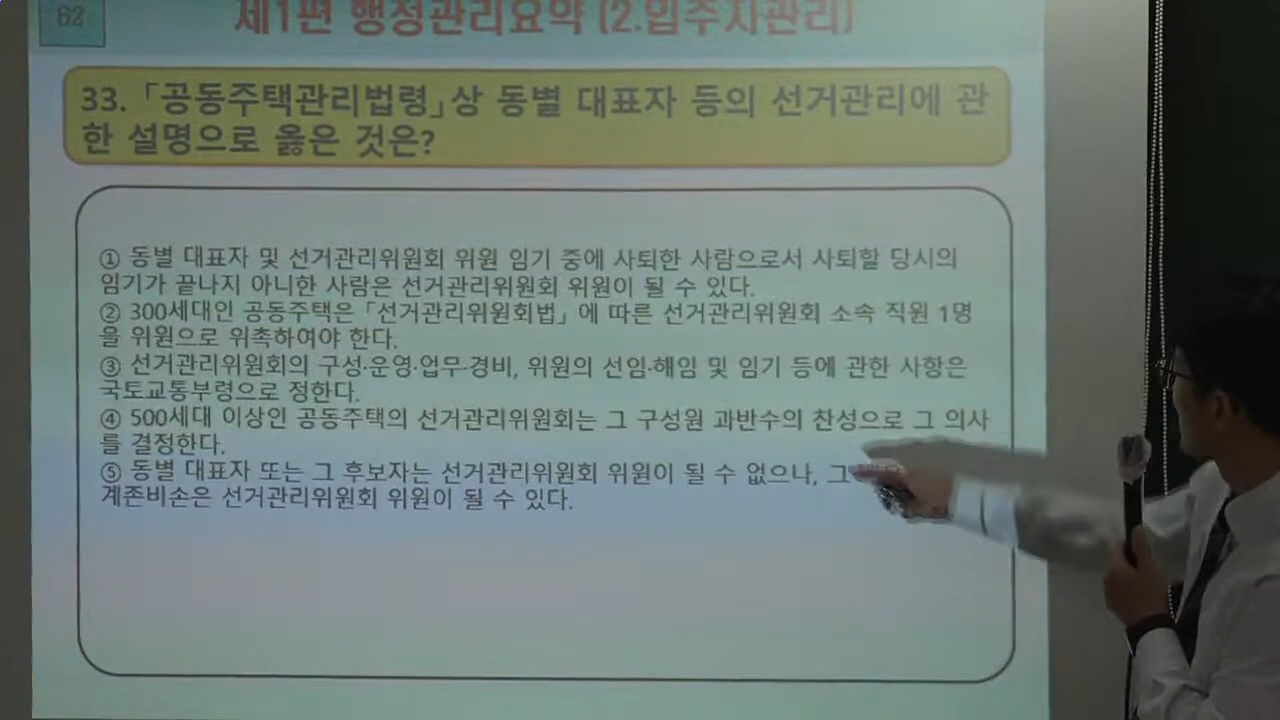 62
제1편 행정관리요약 (2.입주자관리)
33. 「공동주택관리법령」상 동별 대표자 등의 선거관리에 관
한 설명으로 옳은 것은?
① 동별 대표자 및 선거관리위원회 위원 임기 중에 사퇴한 사람으로서 사퇴할 당시의
임기가 끝나지 아니한 사람은 선거관리위원회 위원이 될 수 있다.
② 300세대인 공동주택은 「선거관리위원회법」에 따른 선거관리위원회 소속 직원 1명
을 위원으로 위촉하여야 한다.
③ 선거관리위원회의 구성·운영·업무·경비, 위원의 선임·해임 및 임기 등에 관한 사항은
국토교통부령으로 정한다.
④ 500세대 이상인 공동주택의 선거관리위원회는 그 구성원 과반수의 찬성으로 그 의사
를 결정한다.
⑤ 동별 대표자 또는 그 후보자는 선거관리위원회 위원이 될 수 없으나, 그
계존비손은 선거관리위원회 위원이 될 수 있다.